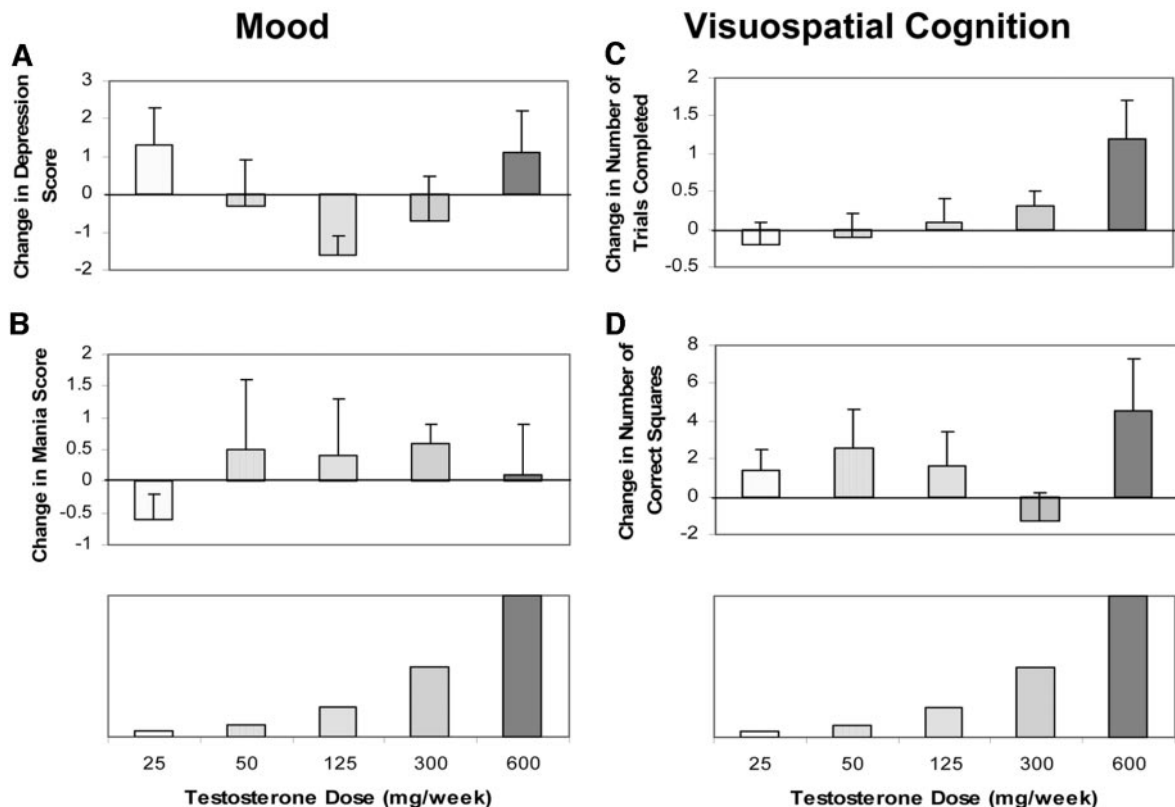 Mood
Visuospatial Cognition
A
Change in Depression
Score
3
2
1
0
-1
-2
C
Change in Number of
Trials Completed
2
1.5
1
0.5
0
-0.5
B
Change in Mania Score
2
1.5
1
0.5
0
-0.5
-1
D
Change in Number of
Correct Squares
8
6
4
2
0
-2
25 50 125 300 600
Testosterone Dose (mg/week)
25 50 125 300 600
Testosterone Dose (mg/week)